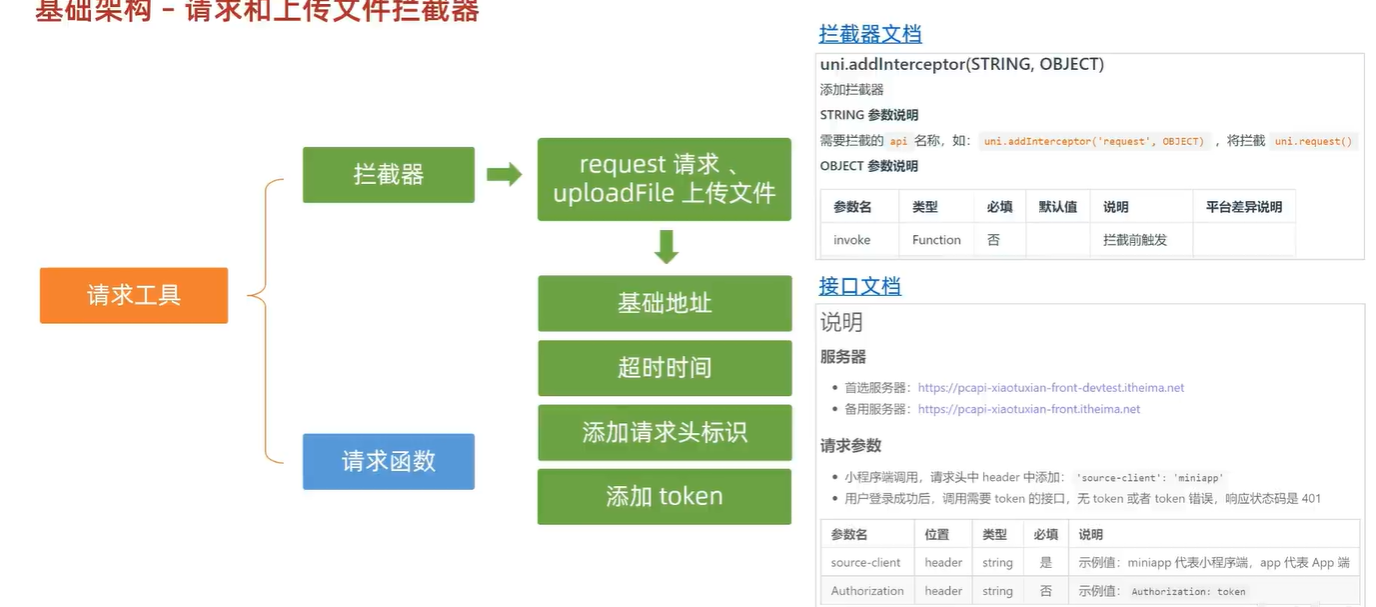 基础架构 - 请求和上传文件拦截器
请求工具
拦截器
request 请求 、
uploadFile 上传文件
基础地址
超时时间
添加请求头标识
添加 token
请求函数
拦截器文档
uni.addInterceptor(STRING, OBJECT)
添加拦截器
STRING 参数说明
需要拦截的 api 名称，如： uni.addInterceptor('request', OBJECT) ，将拦截 uni.request()
OBJECT 参数说明
参数名 类型 必填 默认值 说明 平台差异说明
invoke Function 否 拦截前触发
接口文档
说明
服务器
• 首选服务器：https://pcapi-xiaotuxian-front-devtest.itheima.net
• 备用服务器：https://pcapi-xiaotuxian-front.itheima.net
请求参数
• 小程序端调用，请求头中 header 中添加： 'source-client': 'miniapp'
• 用户登录成功后，调用需要 token 的接口，无 token 或者 token 错误，响应状态码是 401
参数名 位置 类型 必填 说明
source-client header string 是 示例值：miniapp 代表小程序端，app 代表 App 端
Authorization header string 否 示例值： Authorization: token